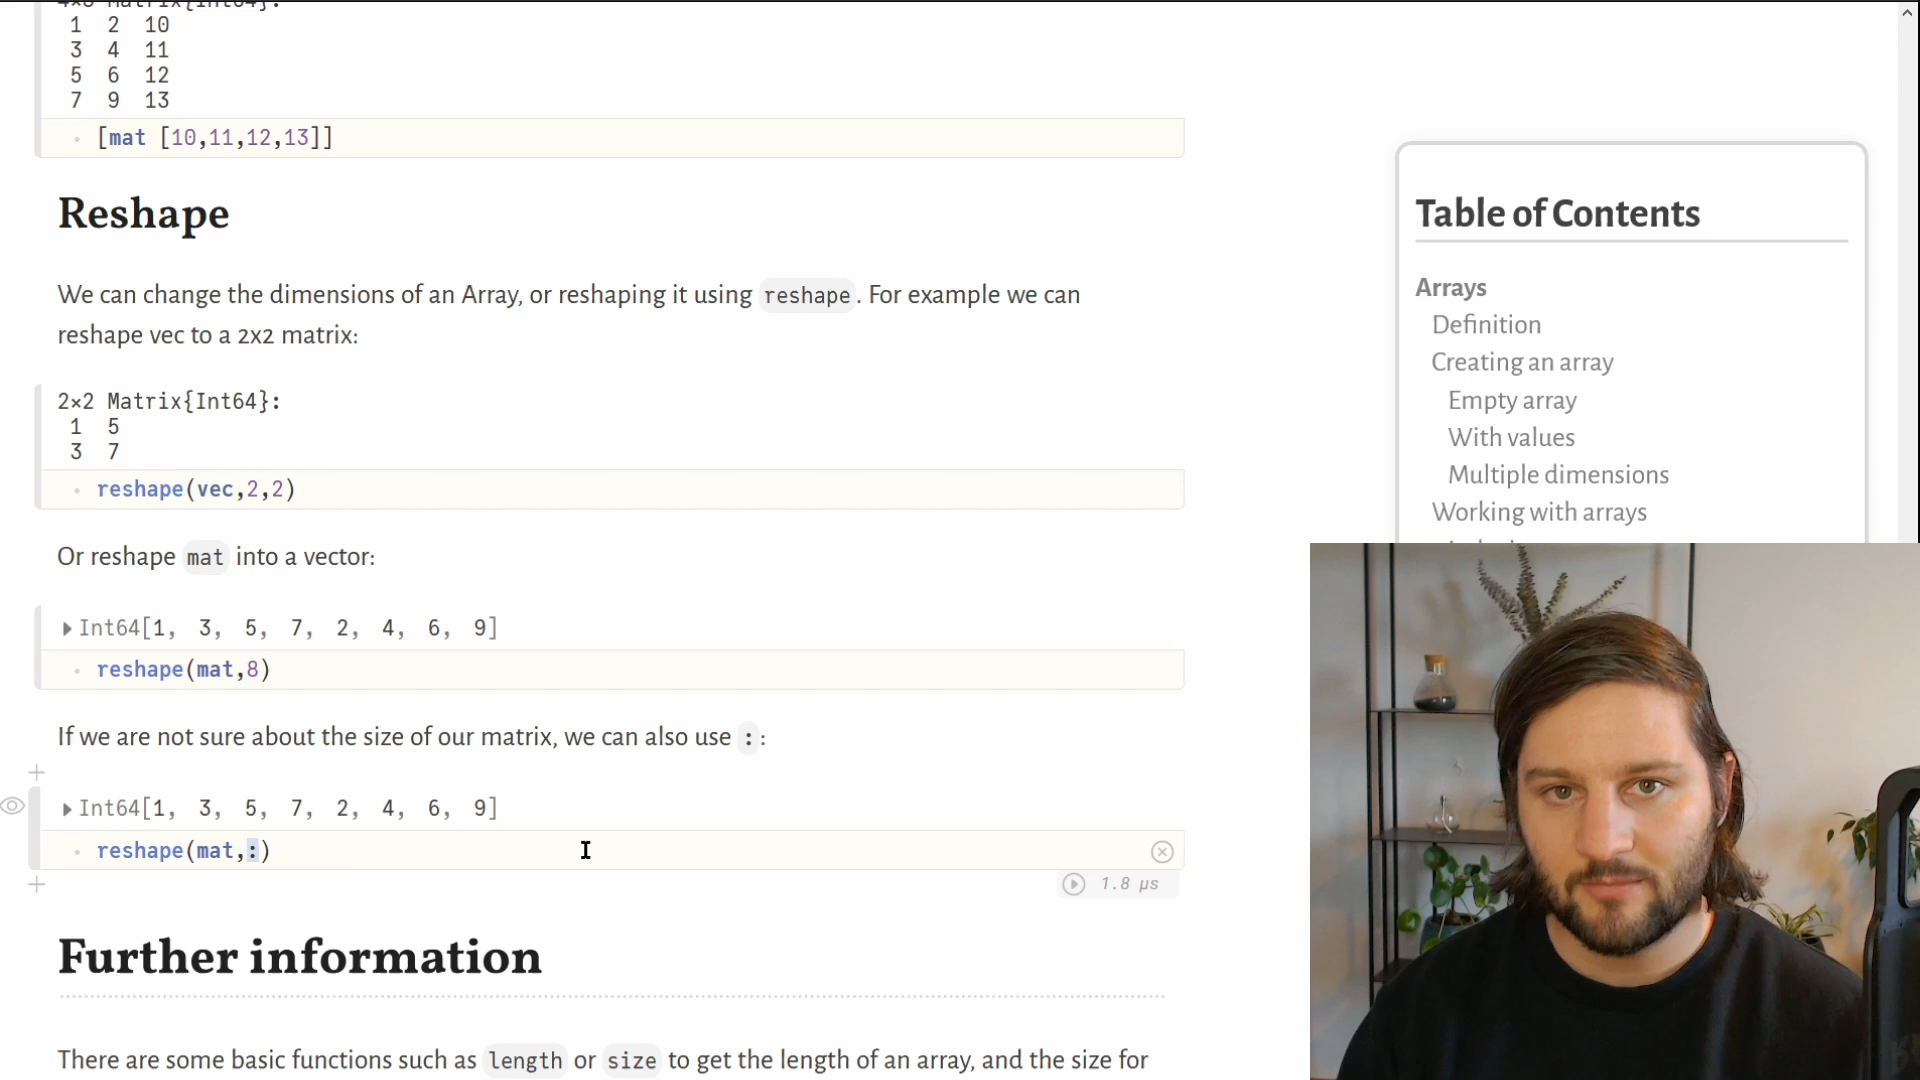 1 2 10
3 4 11
5 6 12
7 9 13
[mat [10,11,12,13]]
Reshape
We can change the dimensions of an Array, or reshaping it using reshape. For example we can
reshape vec to a 2x2 matrix:
2×2 Matrix{Int64}:
1 5
3 7
reshape(vec,2,2)
Or reshape mat into a vector:
Int64[1, 3, 5, 7, 2, 4, 6, 9]
reshape(mat,8)
If we are not sure about the size of our matrix, we can also use ::
Int64[1, 3, 5, 7, 2, 4, 6, 9]
reshape(mat,:)
1.8 μs
Further information
There are some basic functions such as length or size to get the length of an array, and the size for
Table of Contents
Arrays
Definition
Creating an array
Empty array
With values
Multiple dimensions
Working with arrays